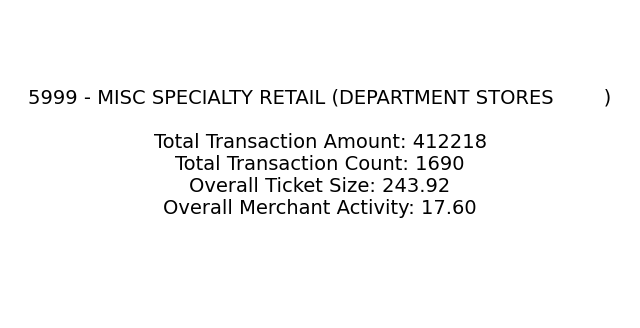 5999 - MISC SPECIALTY RETAIL (DEPARTMENT STORES        )
Total Transaction Amount: 412218
Total Transaction Count: 1690
Overall Ticket Size: 243.92
Overall Merchant Activity: 17.60